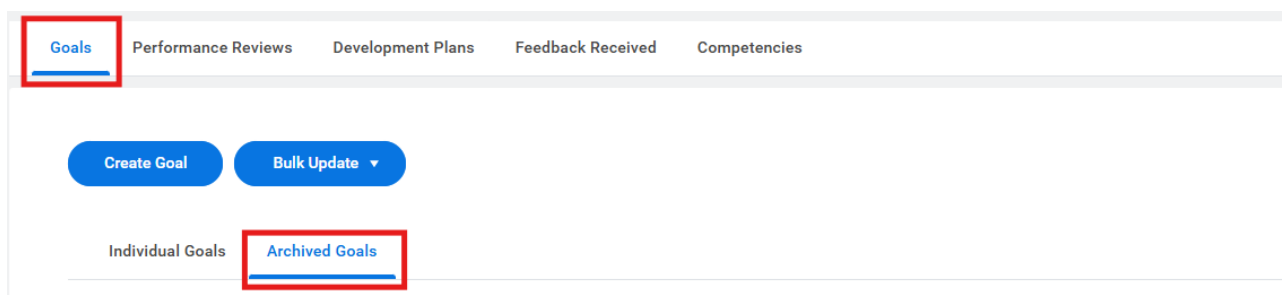 Goals Performance Reviews Development Plans Feedback Received Competencies
Create Goal Bulk Update
Individual Goals Archived Goals